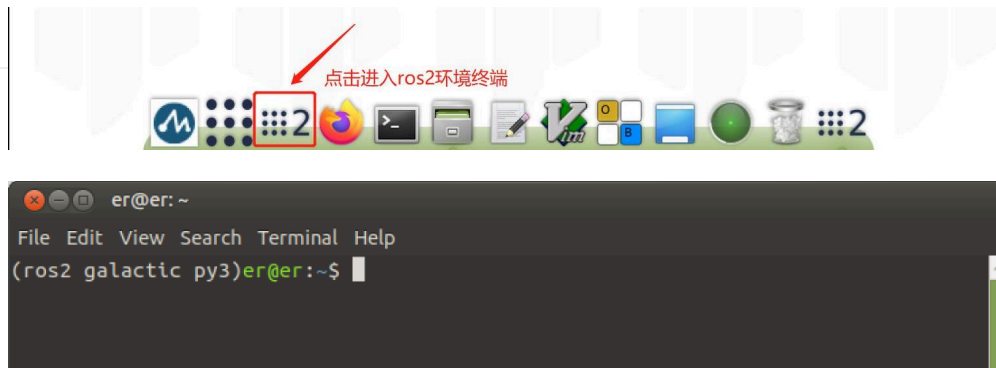 点击进入ros2环境终端
2 >_ Vim O B 2
er@er: ~
File Edit View Search Terminal Help
(ros2 galactic py3)er@er:~$